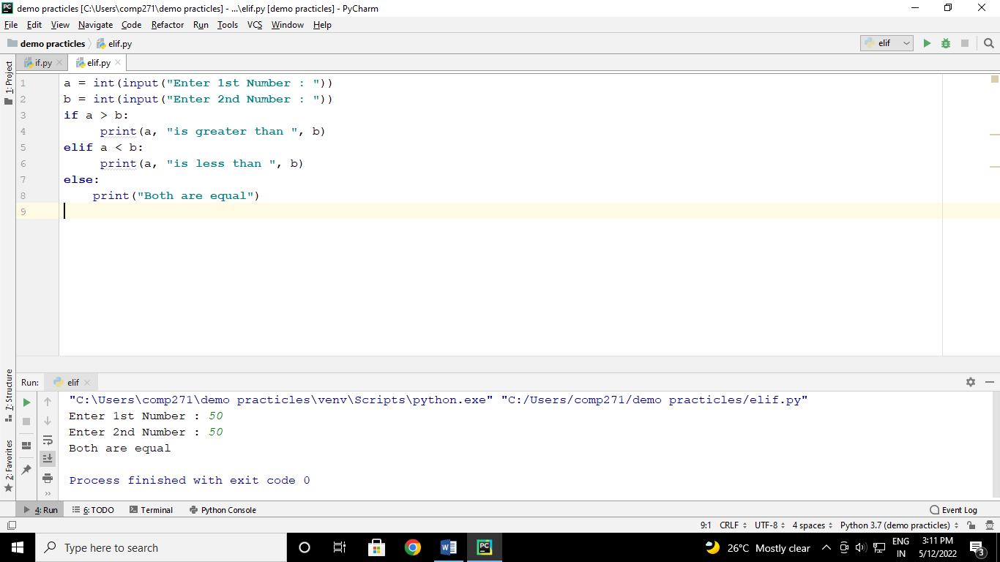 demo practicles [C:\Users\comp271\demo practicles] - ...\elif.py [demo practicles] - PyCharm
File Edit View Navigate Code Refactor Run Tools VCS Window Help
demo practicles elif.py elif
if.py elif.py
1: Project
1 a = int(input("Enter 1st Number : "))
2 b = int(input("Enter 2nd Number : "))
3 if a > b:
4      print(a, "is greater than ", b)
5 elif a < b:
6      print(a, "is less than ", b)
7 else:
8     print("Both are equal")
9
7: Structure
2: Favorites
Run: elif
"C:\Users\comp271\demo practicles\venv\Scripts\python.exe" "C:/Users/comp271/demo practicles/elif.py"
Enter 1st Number : 50
Enter 2nd Number : 50
Both are equal
Process finished with exit code 0
4: Run 6: TODO Terminal Python Console Event Log
9:1 CRLF UTF-8 4 spaces Python 3.7 (demo practicles)
Type here to search
26°C Mostly clear
ENG
IN
3:11 PM
5/12/2022
3